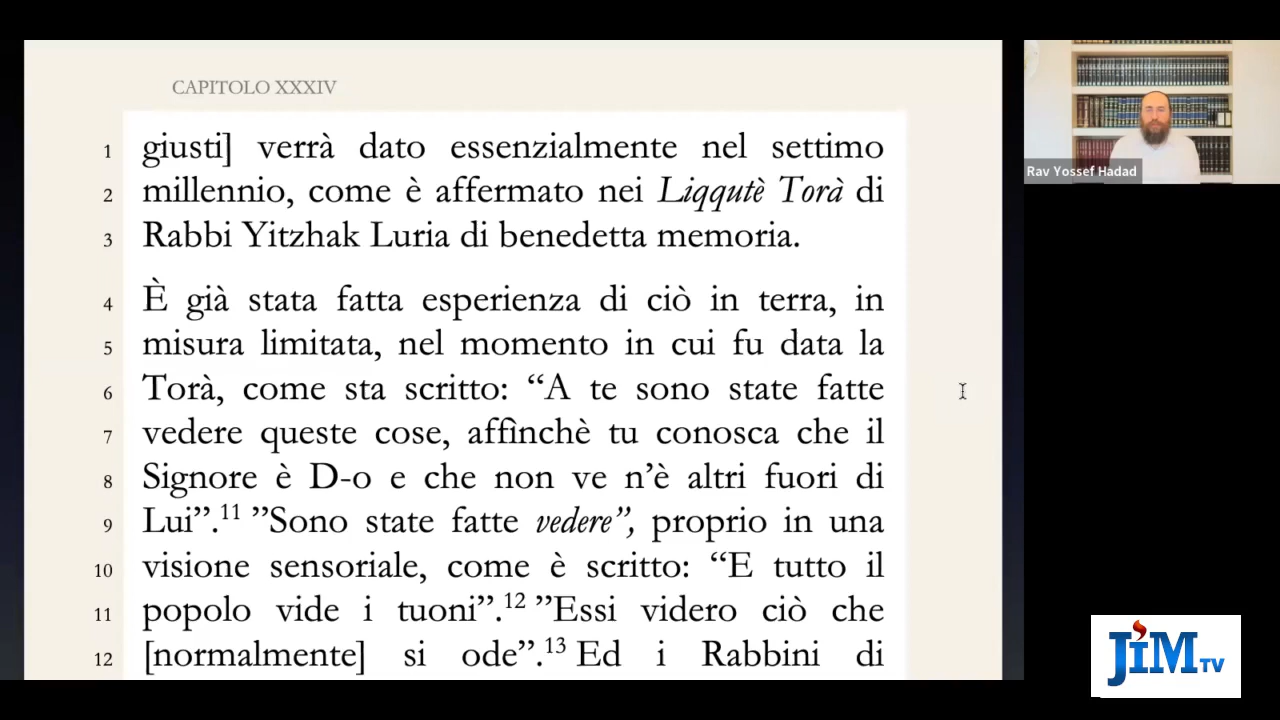 CAPITOLO XXXIV
1 giusti] verrà dato essenzialmente nel settimo
2 millennio, come è affermato nei Liqqutè Torà di
3 Rabbi Yitzhak Luria di benedetta memoria.
4 È già stata fatta esperienza di ciò in terra, in
5 misura limitata, nel momento in cui fu data la
6 Torà, come sta scritto: “A te sono state fatte
7 vedere queste cose, affinchè tu conosca che il
8 Signore è D-o e che non ve n’è altri fuori di
9 Lui”.11 ”Sono state fatte vedere”, proprio in una
10 visione sensoriale, come è scritto: “E tutto il
11 popolo vide i tuoni”.12 ”Essi videro ciò che
12 [normalmente] si ode”.13 Ed i Rabbini di
Rav Yossef Hadad
JiM TV